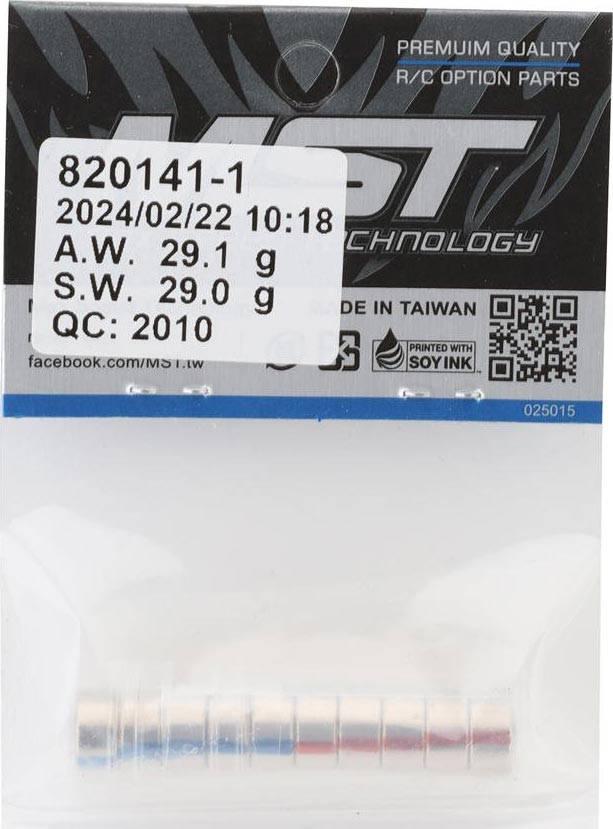 PREMUIM QUALITY
R/C OPTION PARTS
MST
820141-1
2024/02/22 10:18
A.W. 29.1 g
S.W. 29.0 g
QC: 2010
MADE IN TAIWAN
PRINTED WITH
SOY INK
facebook.com/MST.tw
025015